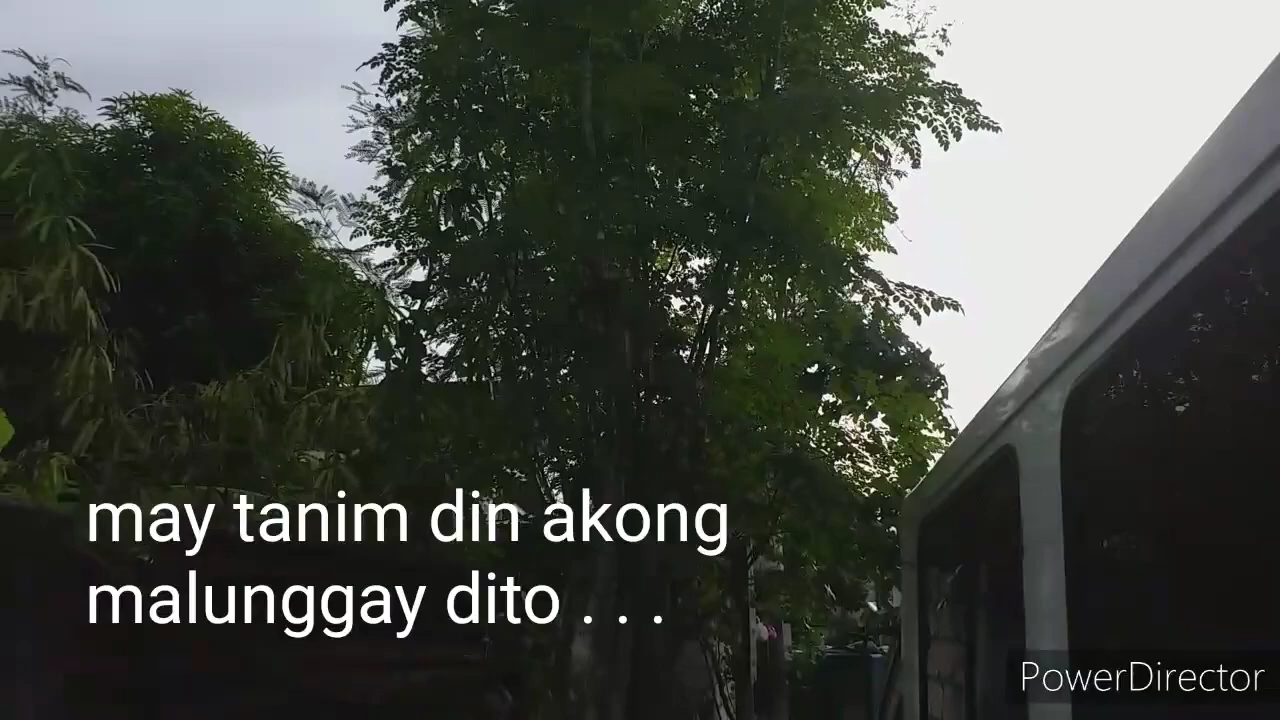 may tanim din akong
malunggay dito . . .
PowerDirector